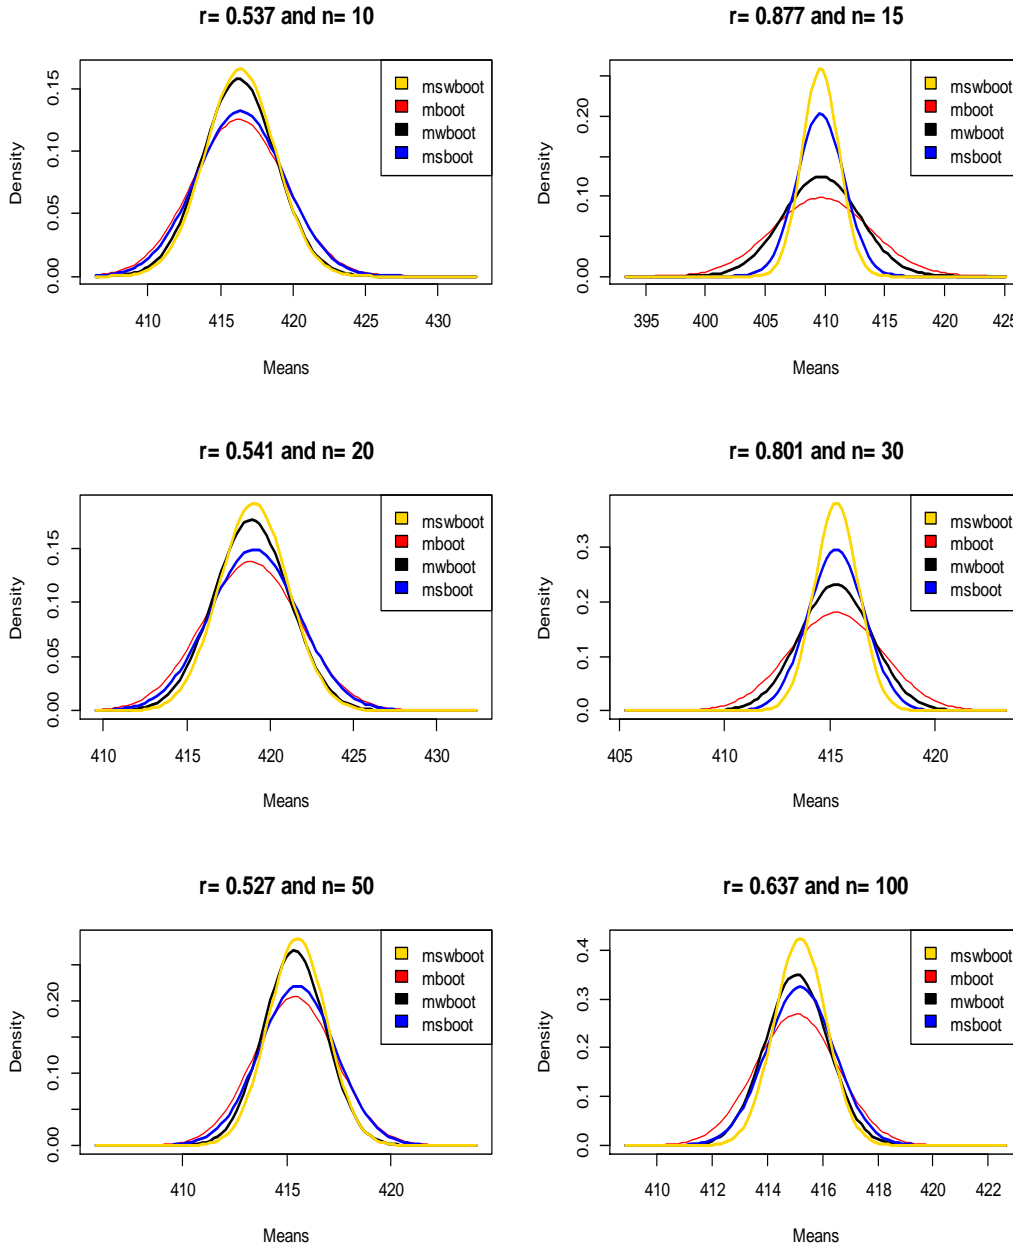 r= 0.537 and n= 10
Density
0.00 0.05 0.10 0.15
mswboot
mboot
mwboot
msboot
410 415 420 425 430
Means
r= 0.877 and n= 15
Density
0.00 0.10 0.20
mswboot
mboot
mwboot
msboot
395 400 405 410 415 420 425
Means
r= 0.541 and n= 20
Density
0.00 0.05 0.10 0.15
mswboot
mboot
mwboot
msboot
410 415 420 425 430
Means
r= 0.801 and n= 30
Density
0.0 0.1 0.2 0.3
mswboot
mboot
mwboot
msboot
405 410 415 420
Means
r= 0.527 and n= 50
Density
0.00 0.10 0.20
mswboot
mboot
mwboot
msboot
410 415 420
Means
r= 0.637 and n= 100
Density
0.0 0.1 0.2 0.3 0.4
mswboot
mboot
mwboot
msboot
410 412 414 416 418 420 422
Means